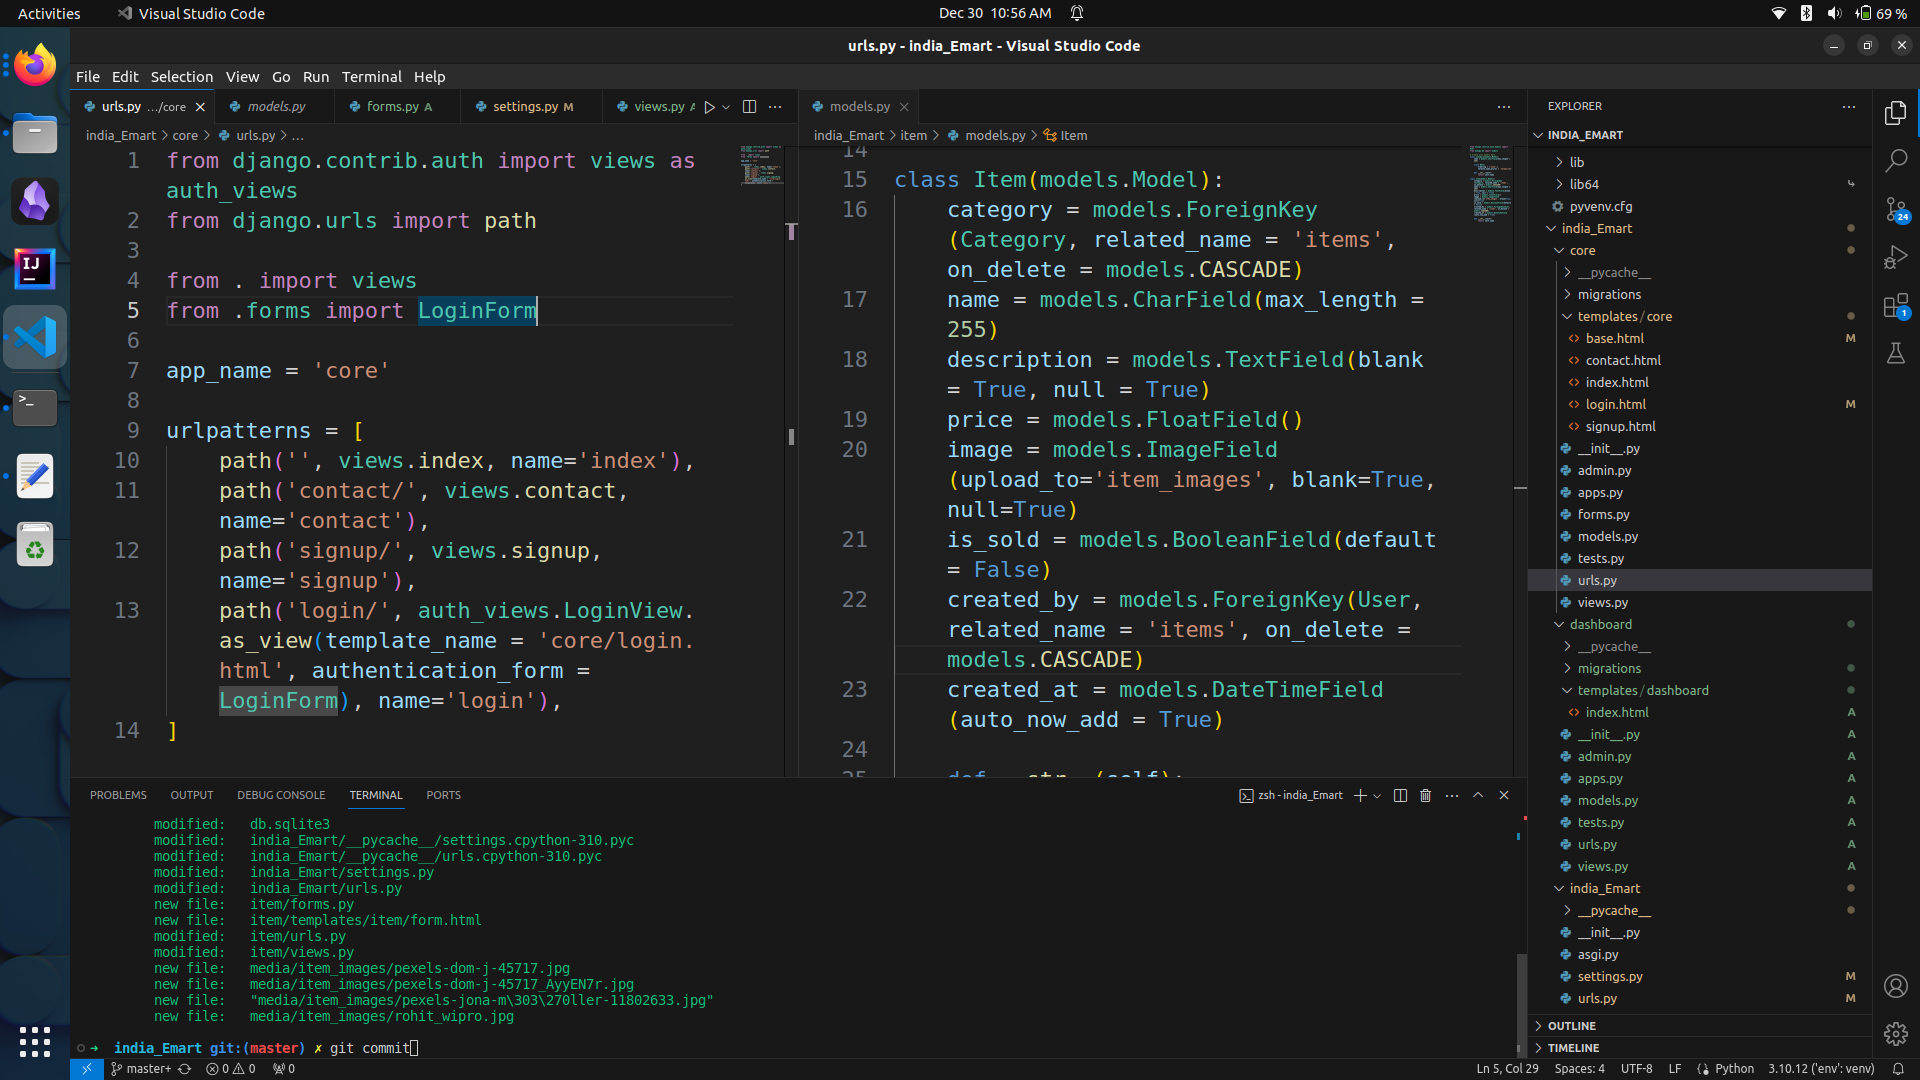 Activities
Visual Studio Code
Dec 30 10:56 AM
69 %
urls.py - india_Emart - Visual Studio Code
File Edit Selection View Go Run Terminal Help
urls.py .../core
models.py
forms.py A
settings.py M
views.py
models.py
india_Emart > core > urls.py > ...
india_Emart > item > models.py > Item
1 from django.contrib.auth import views as
auth_views
2 from django.urls import path
3
4 from . import views
5 from .forms import LoginForm
6
7 app_name = 'core'
8
9 urlpatterns = [
10 path('', views.index, name='index'),
11 path('contact/', views.contact,
name='contact'),
12 path('signup/', views.signup,
name='signup'),
13 path('login/', auth_views.LoginView.
as_view(template_name = 'core/login.
html', authentication_form =
LoginForm), name='login'),
14 ]
14
15 class Item(models.Model):
16 category = models.ForeignKey
(Category, related_name = 'items',
on_delete = models.CASCADE)
17 name = models.CharField(max_length =
255)
18 description = models.TextField(blank
= True, null = True)
19 price = models.FloatField()
20 image = models.ImageField
(upload_to='item_images', blank=True,
null=True)
21 is_sold = models.BooleanField(default
= False)
22 created_by = models.ForeignKey(User,
related_name = 'items', on_delete =
models.CASCADE)
23 created_at = models.DateTimeField
(auto_now_add = True)
24
25 def __str__(self):
PROBLEMS OUTPUT DEBUG CONSOLE TERMINAL PORTS
zsh - india_Emart
modified: db.sqlite3
modified: india_Emart/__pycache__/settings.cpython-310.pyc
modified: india_Emart/__pycache__/urls.cpython-310.pyc
modified: india_Emart/settings.py
modified: india_Emart/urls.py
new file: item/forms.py
new file: item/templates/item/form.html
modified: item/urls.py
modified: item/views.py
new file: media/item_images/pexels-dom-j-45717.jpg
new file: media/item_images/pexels-dom-j-45717_AyyEN7r.jpg
new file: "media/item_images/pexels-jona-m\303\270ller-11802633.jpg"
new file: media/item_images/rohit_wipro.jpg
➜ india_Emart git:(master) ✗ git commit
EXPLORER
INDIA_EMART
lib
lib64
pyvenv.cfg
india_Emart
core
__pycache__
migrations
templates/core
base.html M
contact.html
index.html
login.html M
signup.html
__init__.py
admin.py
apps.py
forms.py
models.py
tests.py
urls.py
views.py
dashboard
__pycache__
migrations
templates/dashboard
index.html A
__init__.py A
admin.py A
apps.py A
models.py A
tests.py A
urls.py A
views.py A
india_Emart
__pycache__
__init__.py
asgi.py
settings.py M
urls.py M
OUTLINE
TIMELINE
24
1
IJ
master+
0 0
0
Ln 5, Col 29
Spaces: 4
UTF-8
LF
Python
3.10.12 ('env': venv)